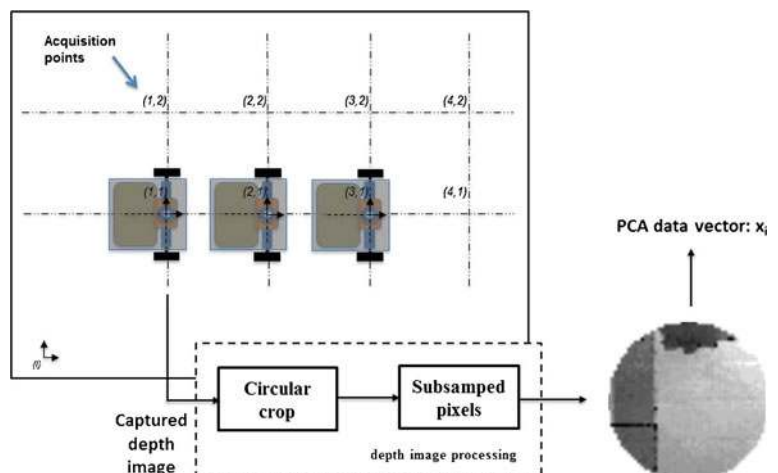 Acquisition
points
(1,2) (2,2) (3,2) (4,2)
(1,1) (2,1) (3,1) (4,1)
PCA data vector: xᵢ
(I)
Circular
crop
Subsamped
pixels
Captured
depth
image
depth image processing